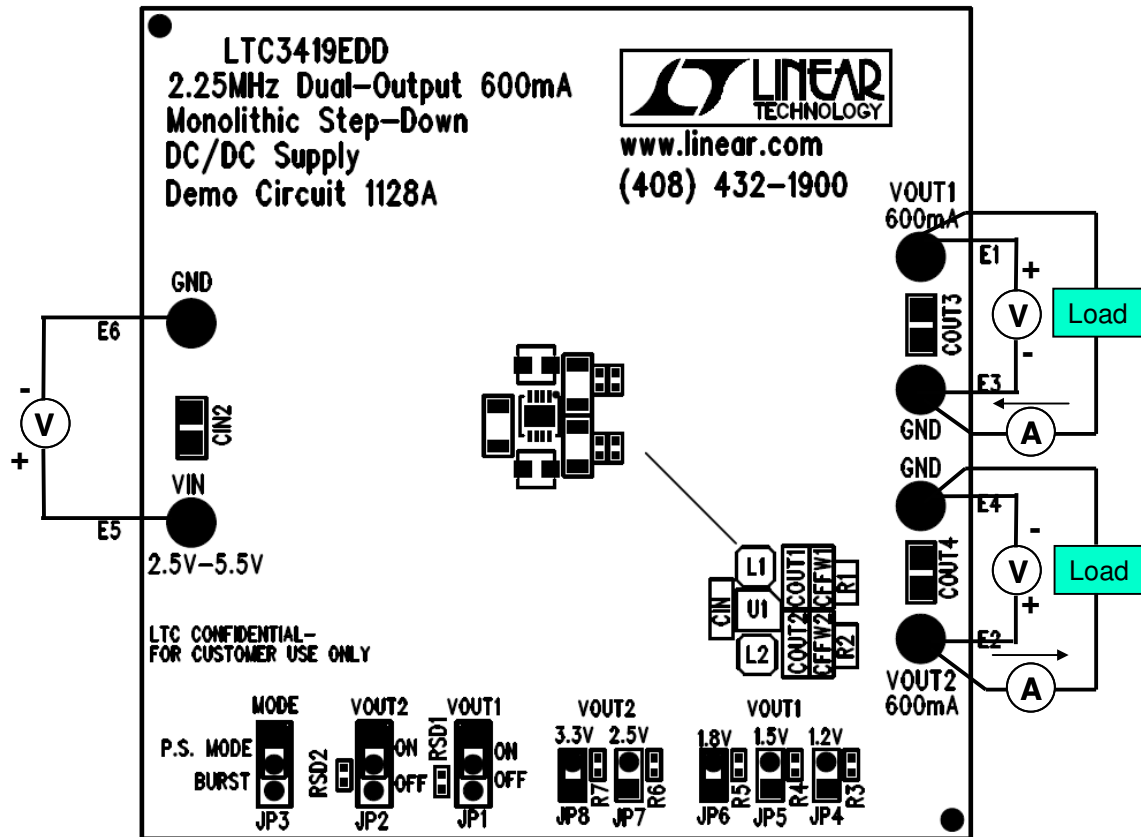 LTC3419EDD
2.25MHz Dual-Output 600mA
Monolithic Step-Down
DC/DC Supply
Demo Circuit 1128A
LINEAR
TECHNOLOGY
www.linear.com
(408) 432-1900
VOUT1
600mA
E1
+
V
-
Load
COUT3
E3
GND
A
GND
E6
-
V
+
CIN2
VIN
E5
2.5V-5.5V
GND
E4
-
V
+
Load
COUT4
E2
VOUT2
600mA
A
L1
U1
L2
CIN
COUT1
CFFW1
R1
COUT2
CFFW2
R2
LTC CONFIDENTIAL-
FOR CUSTOMER USE ONLY
MODE
P.S. MODE
BURST
JP3
VOUT2
RSD2
ON
OFF
JP2
VOUT1
RSD1
ON
OFF
JP1
VOUT2
3.3V 2.5V
JP8
R7
JP7
R6
VOUT1
1.8V 1.5V 1.2V
JP6
R5
JP5
R4
JP4
R3